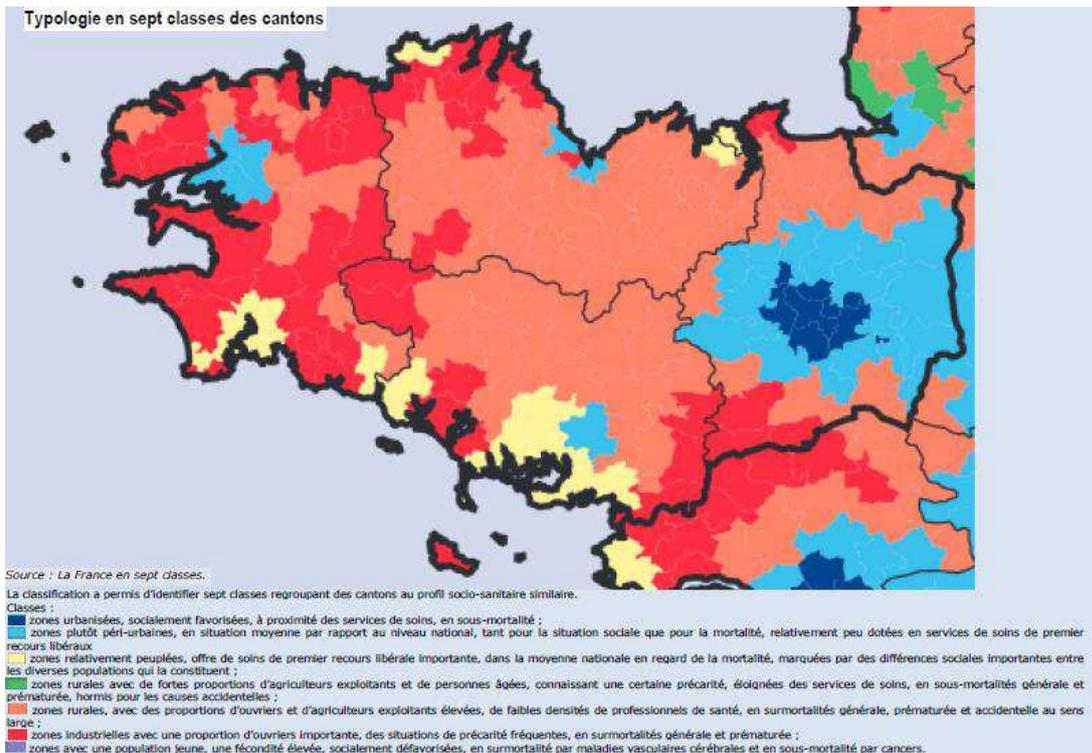 Typologie en sept classes des cantons
Source : La France en sept classes.
La classification a permis d'identifier sept classes regroupant des cantons au profil socio-sanitaire similaire.
Classes :
zones urbanisées, socialement favorisées, à proximité des services de soins, en sous-mortalité ;
zones plutôt péri-urbaines, en situation moyenne par rapport au niveau national, tant pour la situation sociale que pour la mortalité, relativement peu dotées en services de soins de premier
recours libéraux
zones relativement peuplées, offre de soins de premier recours libérale importante, dans la moyenne nationale en regard de la mortalité, marquées par des différences sociales importantes entre
les diverses populations qui la constituent ;
zones rurales avec de fortes proportions d'agriculteurs exploitants et de personnes âgées, connaissant une certaine précarité, éloignées des services de soins, en sous-mortalités générale et
prématurée, hormis pour les causes accidentelles ;
zones rurales, avec des proportions d'ouvriers et d'agriculteurs exploitants élevées, de faibles densités de professionnels de santé, en surmortalités générale, prématurée et accidentelle au sens
large ;
zones industrielles avec une proportion d'ouvriers importante, des situations de précarité fréquentes, en surmortalités générale et prématurée ;
zones avec une population jeune, une fécondité élevée, socialement défavorisées, en surmortalité par maladies vasculaires cérébrales et en sous-mortalité par cancers.